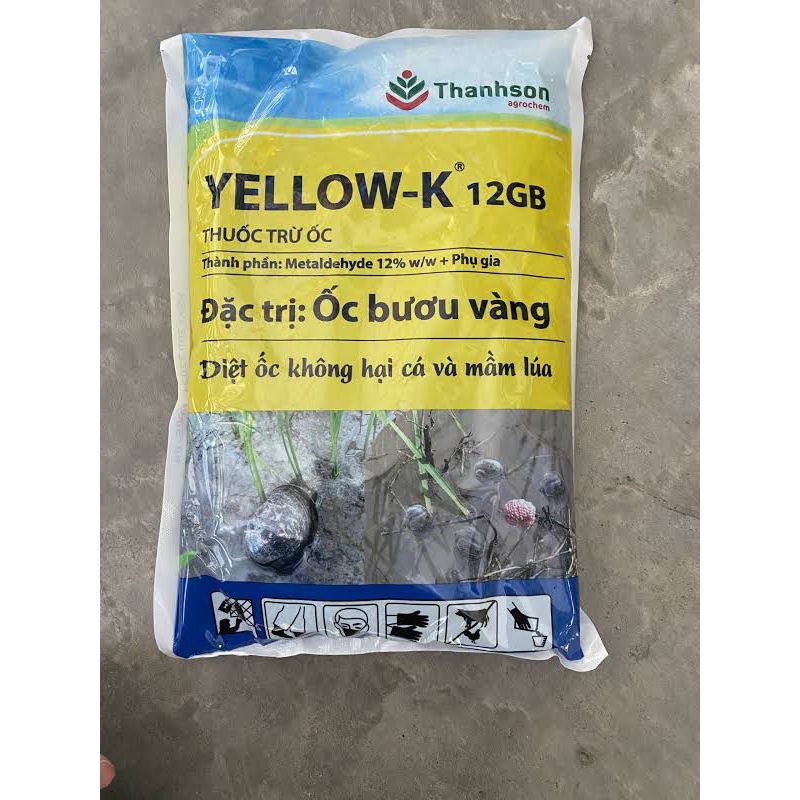 Thanhson
agrochem
YELLOW-K® 12GB
THUỐC TRỪ ỐC
Thành phần: Metaldehyde 12% w/w + Phụ gia
Đặc trị: Ốc bươu vàng
Diệt ốc không hại cá và mầm lúa